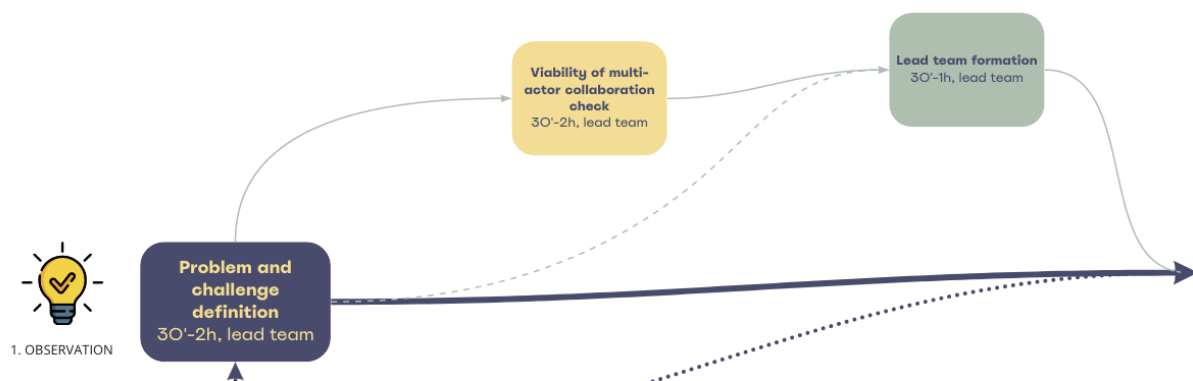 Viability of multi-
actor collaboration
check
30'-2h, lead team
Lead team formation
30'-1h, lead team
Problem and
challenge
definition
30'-2h, lead team
1. OBSERVATION